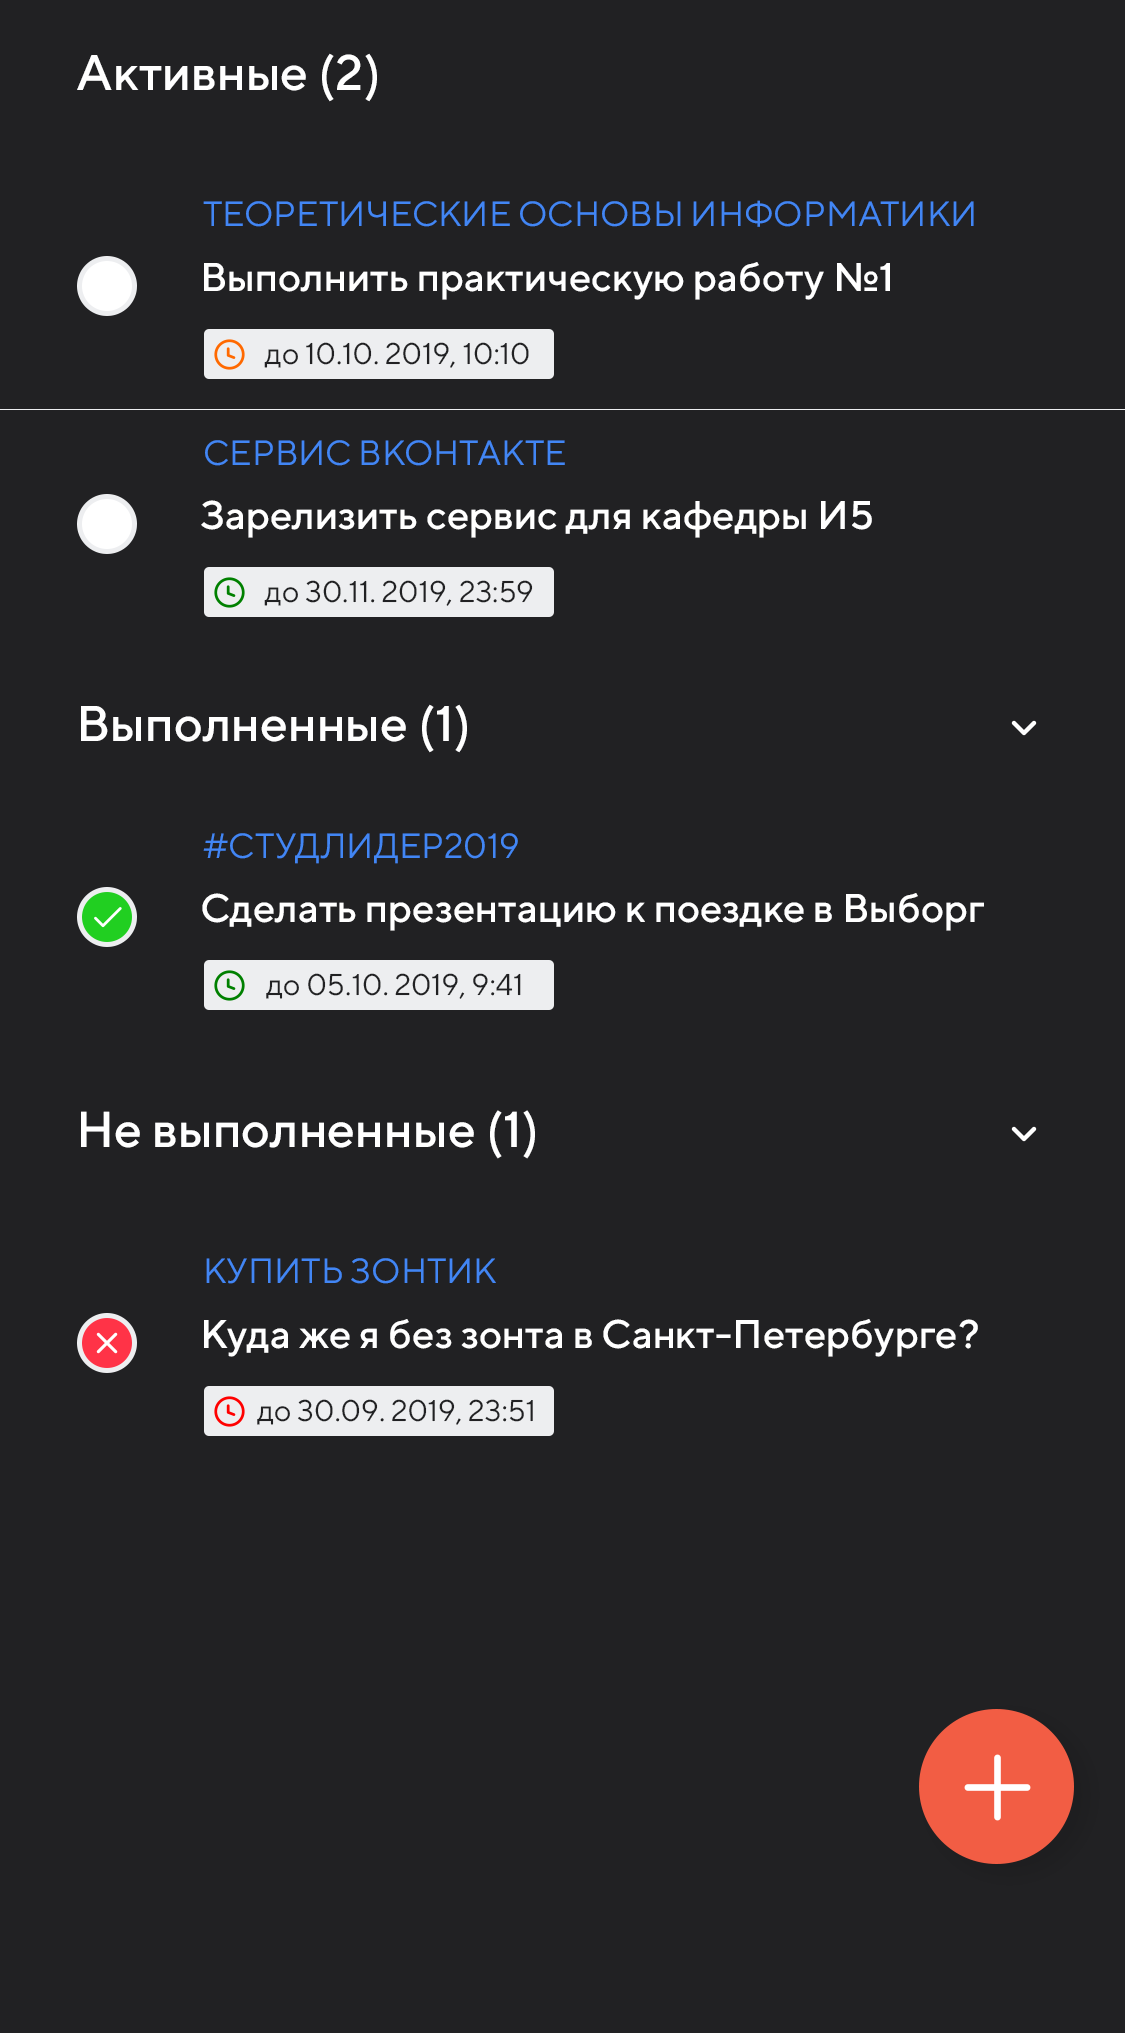 Активные (2)
ТЕОРЕТИЧЕСКИЕ ОСНОВЫ ИНФОРМАТИКИ
Выполнить практическую работу №1
до 10.10. 2019, 10:10
СЕРВИС ВКОНТАКТЕ
Зарелизить сервис для кафедры И5
до 30.11. 2019, 23:59
Выполненные (1)
#СТУДЛИДЕР2019
Сделать презентацию к поездке в Выборг
до 05.10. 2019, 9:41
Не выполненные (1)
КУПИТЬ ЗОНТИК
Куда же я без зонта в Санкт-Петербурге?
до 30.09. 2019, 23:51